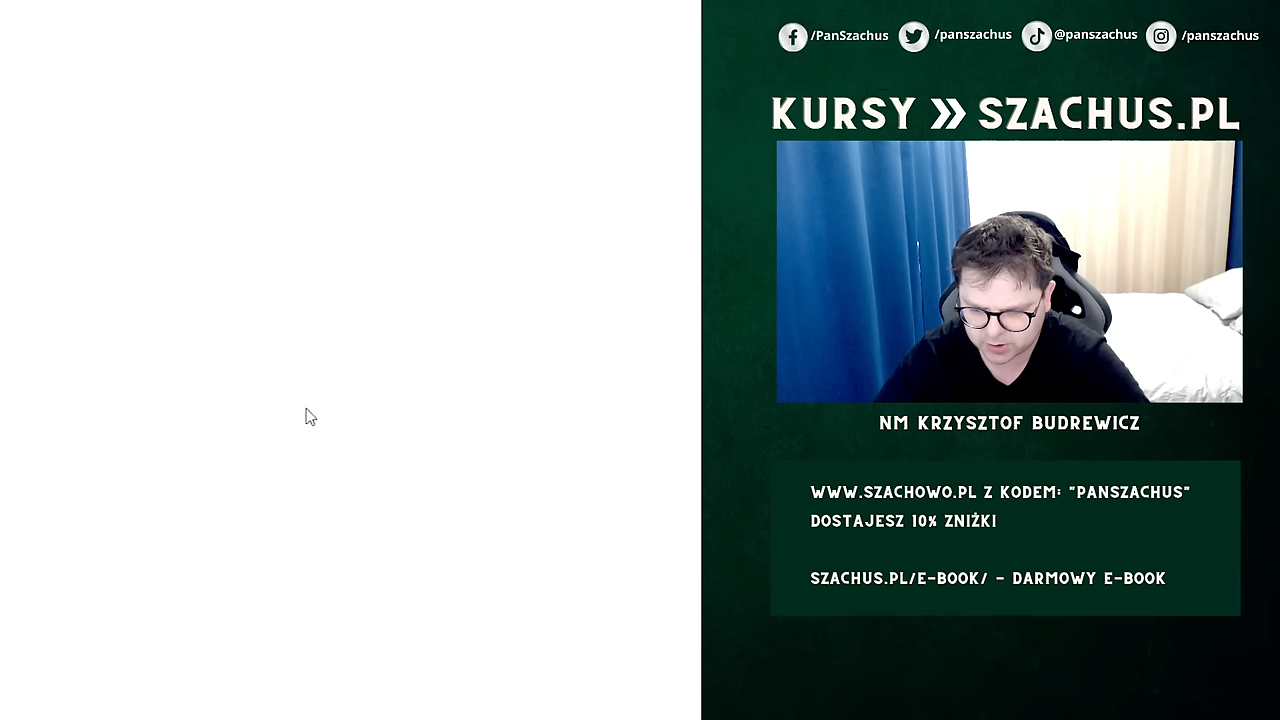 /PanSzachus /panszachus @panszachus /panszachus
KURSY » SZACHUS.PL
NM KRZYSZTOF BUDREWICZ
WWW.SZACHOWO.PL Z KODEM: "PANSZACHUS"
DOSTAJESZ 10% ZNIŻKI
SZACHUS.PL/E-BOOK/ - DARMOWY E-BOOK